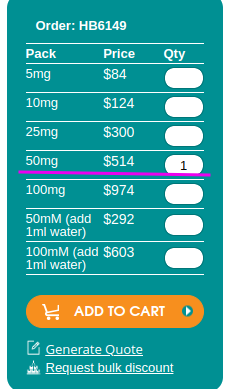 Order: HB6149
Pack Price Qty
5mg $84
10mg $124
25mg $300
50mg $514 1
100mg $974
50mM (add $292
1ml water)
100mM (add $603
1ml water)
ADD TO CART
Generate Quote
Request bulk discount